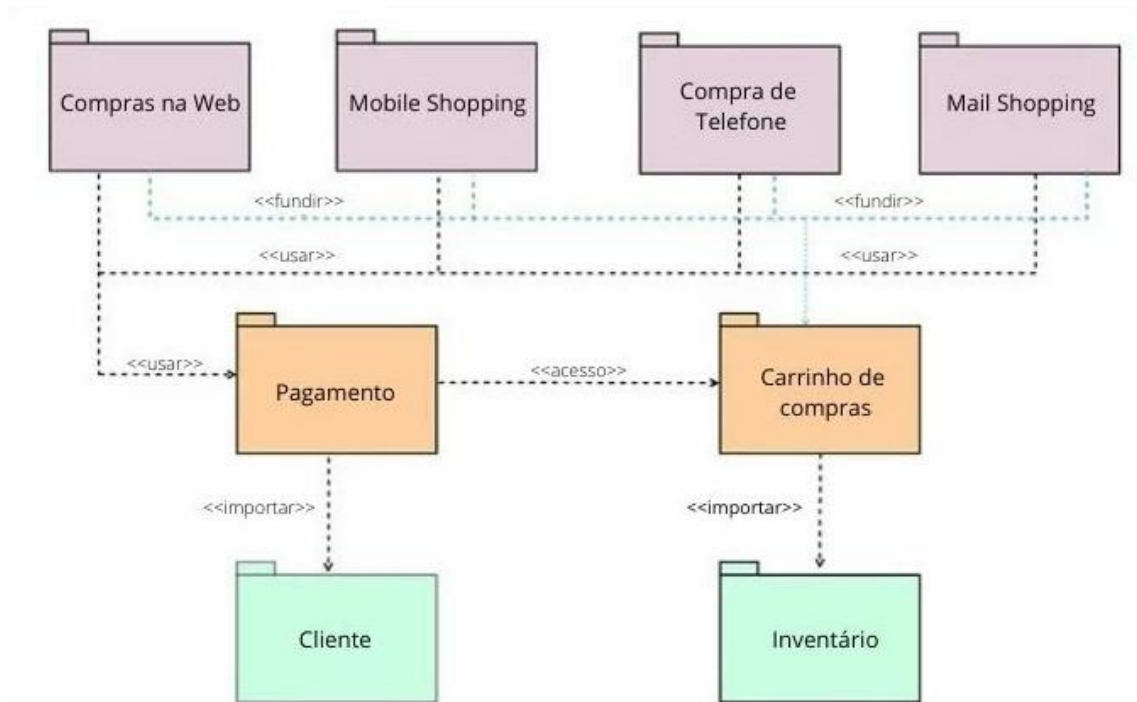 Compras na Web
Mobile Shopping
Compra de
Telefone
Mail Shopping
<<fundir>>
<<fundir>>
<<usar>>
<<usar>>
<<usar>>
Pagamento
<<acesso>>
Carrinho de
compras
<<importar>>
<<importar>>
Cliente
Inventário